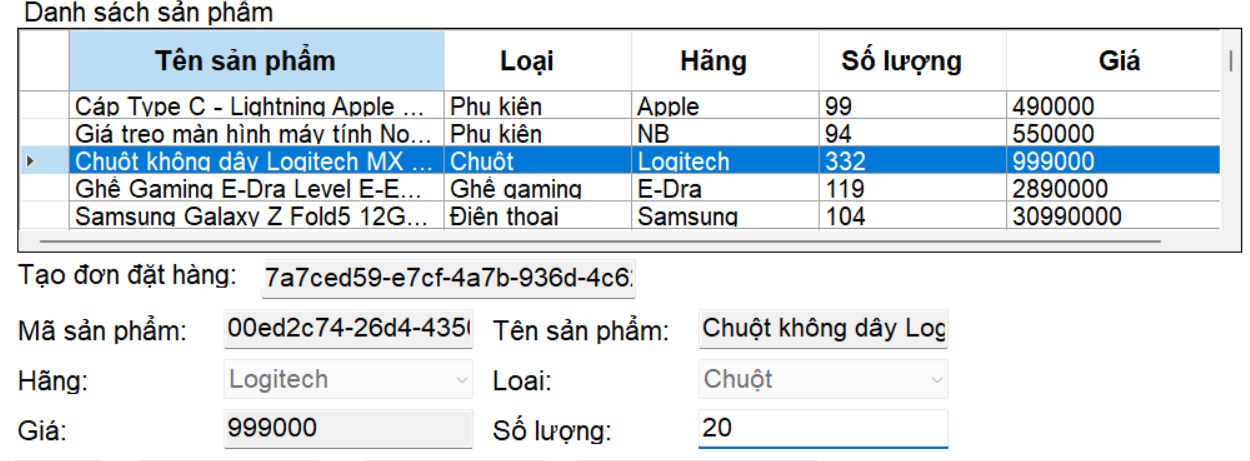 Danh sách sản phẩm
Tên sản phẩm Loại Hãng Số lượng Giá
Cáp Type C - Lightning Apple ... Phụ kiện Apple 99 490000
Giá treo màn hình máy tính No... Phụ kiện NB 94 550000
Chuột không dây Logitech MX ... Chuột Logitech 332 999000
Ghế Gaming E-Dra Level E-E... Ghế gaming E-Dra 119 2890000
Samsung Galaxy Z Fold5 12G... Điện thoại Samsung 104 30990000
Tạo đơn đặt hàng: 7a7ced59-e7cf-4a7b-936d-4c6
Mã sản phẩm: 00ed2c74-26d4-435 Tên sản phẩm: Chuột không dây Log
Hãng: Logitech Loai: Chuột
Giá: 999000 Số lượng: 20